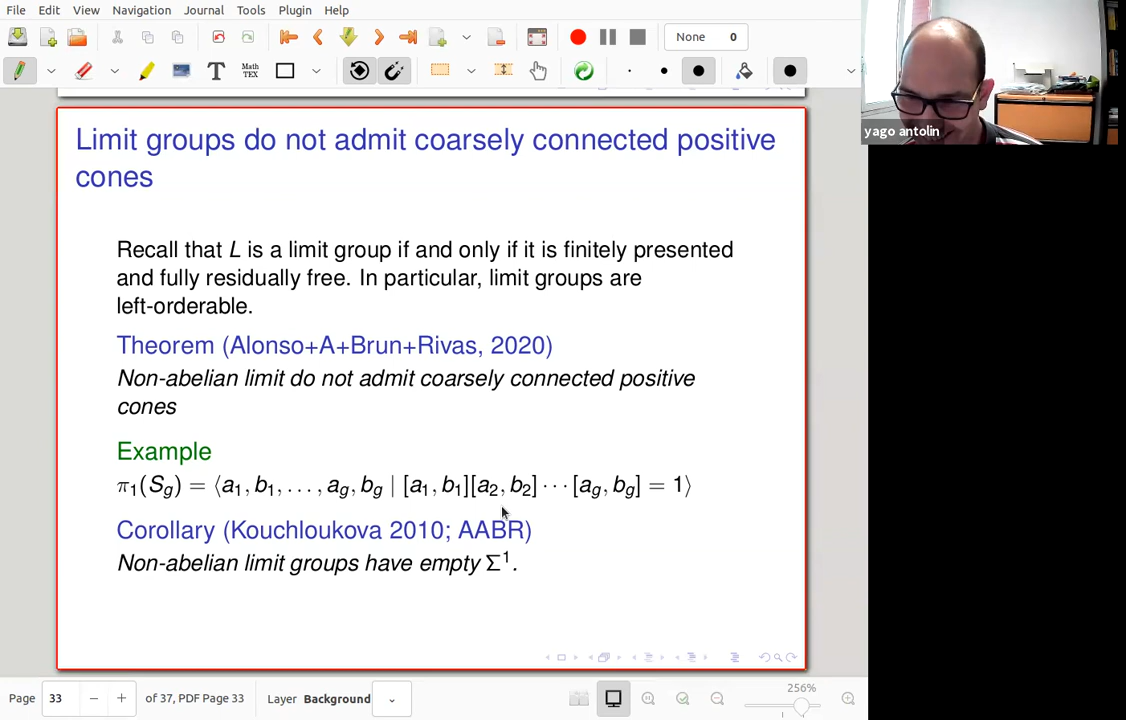 File Edit View Navigation Journal Tools Plugin Help
None 0
T Math TEX
yago antolin
Limit groups do not admit coarsely connected positive
cones
Recall that L is a limit group if and only if it is finitely presented
and fully residually free. In particular, limit groups are
left-orderable.
Theorem (Alonso+A+Brun+Rivas, 2020)
Non-abelian limit do not admit coarsely connected positive
cones
Example
π₁(S_g) = ⟨a₁, b₁, . . . , a_g, b_g | [a₁, b₁][a₂, b₂] · · · [a_g, b_g] = 1⟩
Corollary (Kouchloukova 2010; AABR)
Non-abelian limit groups have empty Σ¹.
Page 33 − + of 37, PDF Page 33 Layer Background 256%